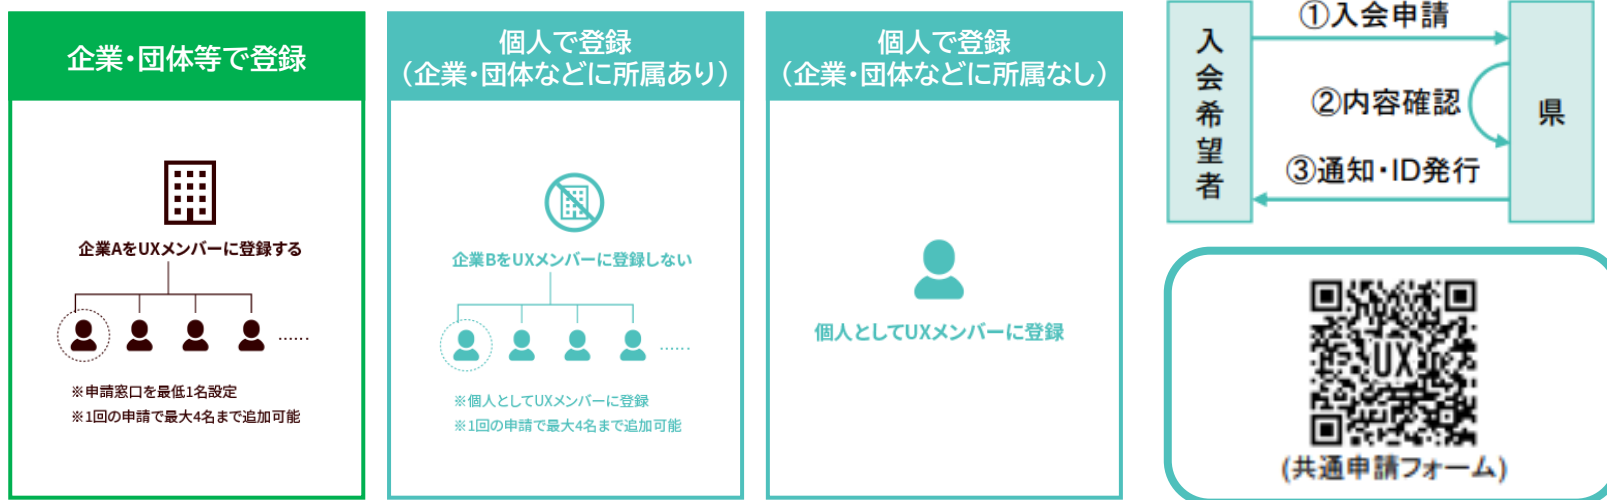 企業・団体等で登録
企業AをUXメンバーに登録する
……
※申請窓口を最低1名設定
※1回の申請で最大4名まで追加可能
個人で登録
（企業・団体などに所属あり）
企業BをUXメンバーに登録しない
……
※個人としてUXメンバーに登録
※1回の申請で最大4名まで追加可能
個人で登録
（企業・団体などに所属なし）
個人としてUXメンバーに登録
入会希望者
①入会申請
②内容確認
③通知・ID発行
県
UX
(共通申請フォーム)